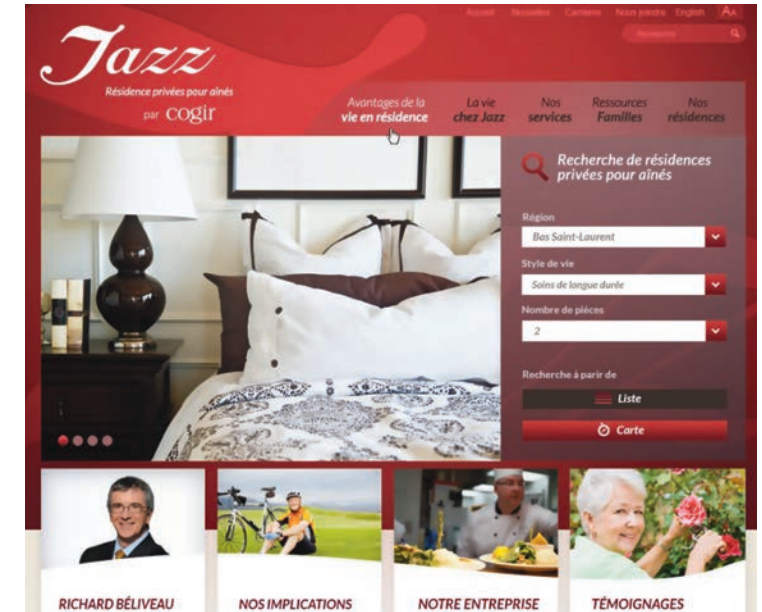 Accueil Nouvelles Carrières Nous joindre English AA
Recherche
Jazz
Résidence privées pour aînés
par cogir
Avantages de la vie en résidence
La vie chez Jazz
Nos services
Ressources Familles
Nos résidences
Recherche de résidences
privées pour aînés
Région
Bas Saint-Laurent
Style de vie
Soins de longue durée
Nombre de pièces
2
Recherche à parir de
Liste
Carte
RICHARD BÉLIVEAU
NOS IMPLICATIONS
NOTRE ENTREPRISE
TÉMOIGNAGES